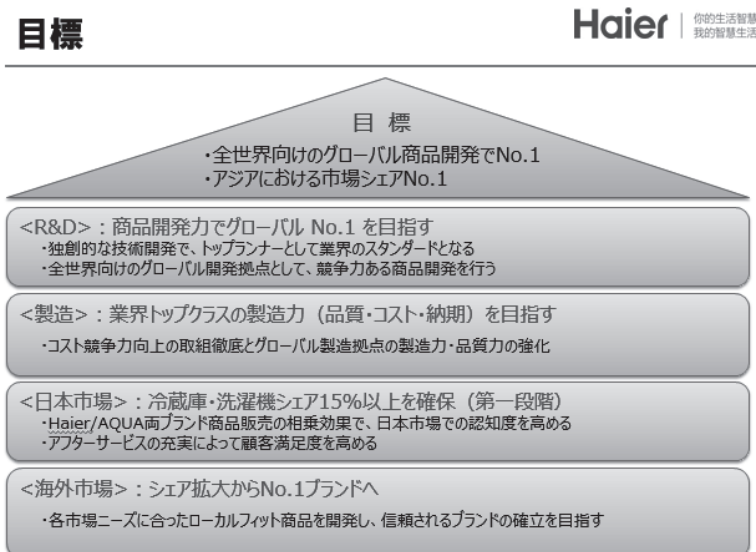 目標
Haier
你的生活智慧
我的智慧生活
目 標
・全世界向けのグローバル商品開発でNo.1
・アジアにおける市場シェアNo.1
<R&D>:商品開発力でグローバル No.1 を目指す
・独創的な技術開発で、トップランナーとして業界のスタンダードとなる
・全世界向けのグローバル開発拠点として、競争力ある商品開発を行う
<製造>:業界トップクラスの製造力(品質・コスト・納期)を目指す
・コスト競争力向上の取組徹底とグローバル製造拠点の製造力・品質力の強化
<日本市場>:冷蔵庫・洗濯機シェア15%以上を確保(第一段階)
・Haier/AQUA両ブランド商品販売の相乗効果で、日本市場での認知度を高める
・アフターサービスの充実によって顧客満足度を高める
<海外市場>:シェア拡大からNo.1ブランドへ
・各市場ニーズに合ったローカルフィット商品を開発し、信頼されるブランドの確立を目指す